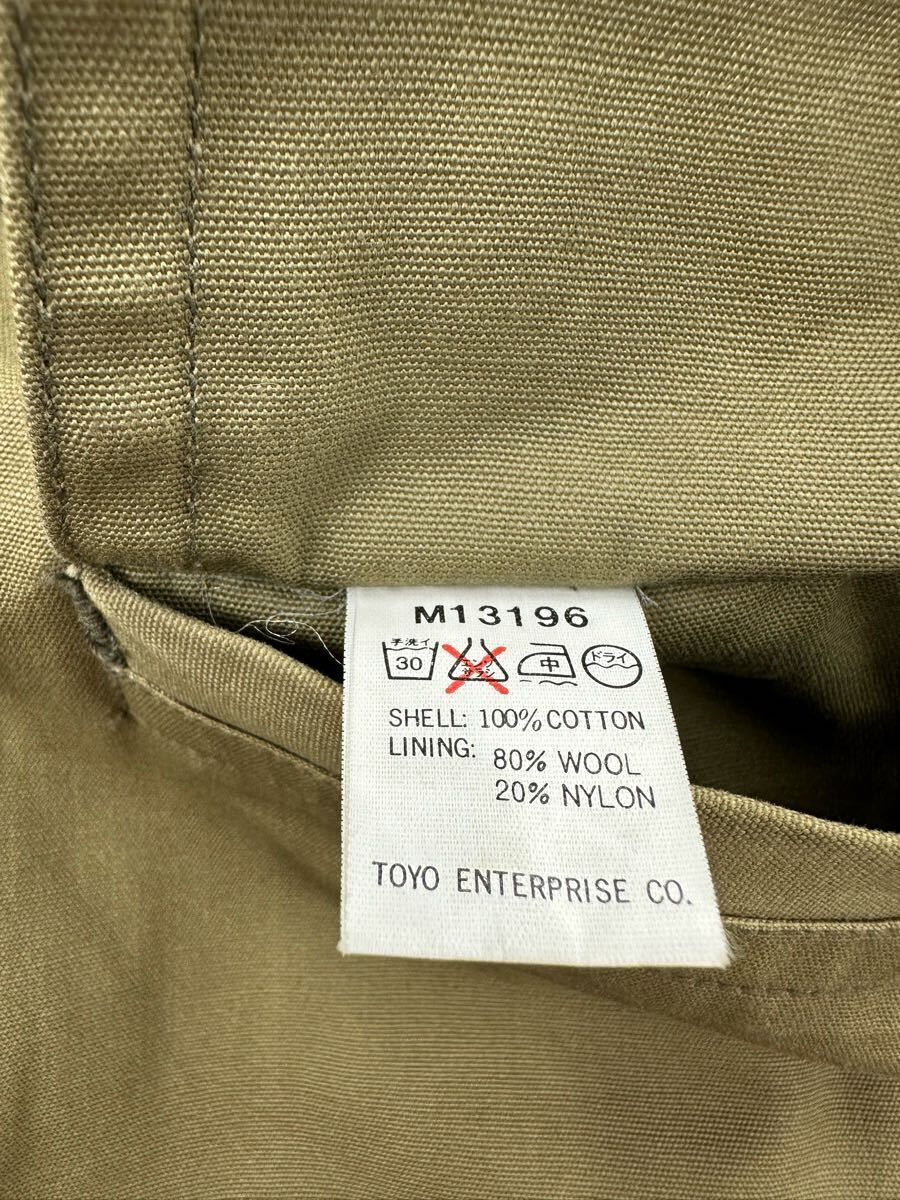 M13196
手洗イ 30 エンソサラシ 中 ドライ
SHELL: 100% COTTON
LINING: 80% WOOL
20% NYLON
TOYO ENTERPRISE CO.